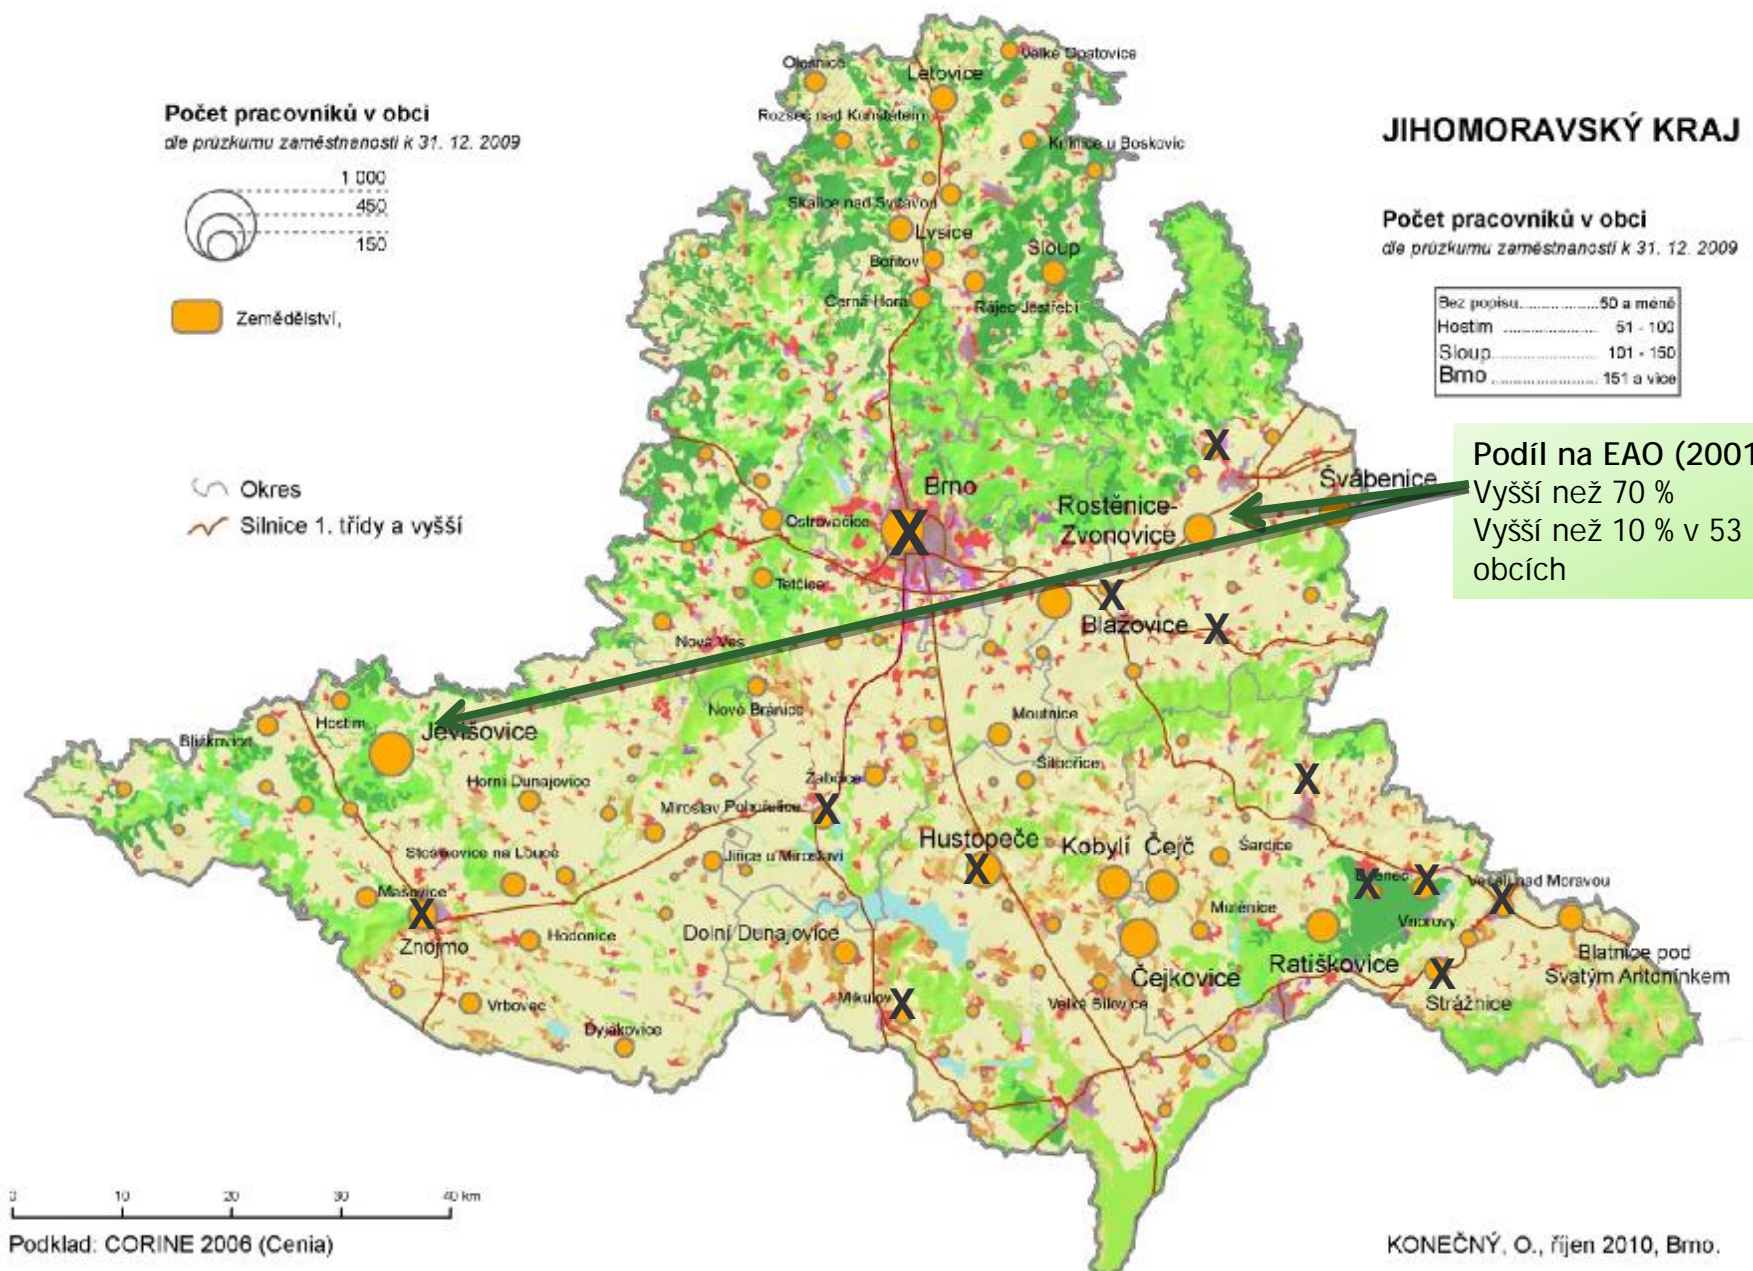 Počet pracovníků v obci
dle průzkumu zaměstnenosti k 31. 12. 2009
1 000
450
150
Zemědělství,
Okres
Silnice 1. třídy a vyšší
JIHOMORAVSKÝ KRAJ
Počet pracovníků v obci
dle průzkumu zaměstnanosti k 31. 12. 2009
Bez popisu..............50 a méně
Hostim ................... 51 - 100
Sloup....................... 101 - 150
Brno ........................ 151 a více
Podíl na EAO (2001
Vyšší než 70 %
Vyšší než 10 % v 53
obcích
Velké Opatovice
Olešnice
Letovice
Rozseč nad Kunštátem
Knínice u Boskovic
Skalice nad Svitavou
Lysice
Sloup
Bořitov
Černá Hora
Rájec-Jestřebí
X
Brno
Švábenice
Rostěnice-
Zvonovice
Ostrovačice
X
Tetčice
X
Blažovice
X
Nová Ves
Nové Bránice
Moutnice
Hostim
Jevišovice
Blížkovice
Šitbořice
X
Horní Dunajovice
Žabčice
Miroslav
Pohořelice
X
Hustopeče
X
Kobylí
Čejč
Šardice
Stošíkovice na Louce
Jiřice u Miroslavi
X
X
Veselí nad Moravou
X
Mašovice
X
Znojmo
Hodonice
Dolní Dunajovice
Mutěnice
Vnorovy
Ratíškovice
Blatnice pod
Svatým Antonínkem
Čejkovice
X
Strážnice
Mikulov
X
Velké Bílovice
Vrbovec
Dyjákovice
10
20
30
40 km
Podklad: CORINE 2006 (Cenia)
KONEČNÝ, O., říjen 2010, Brno.